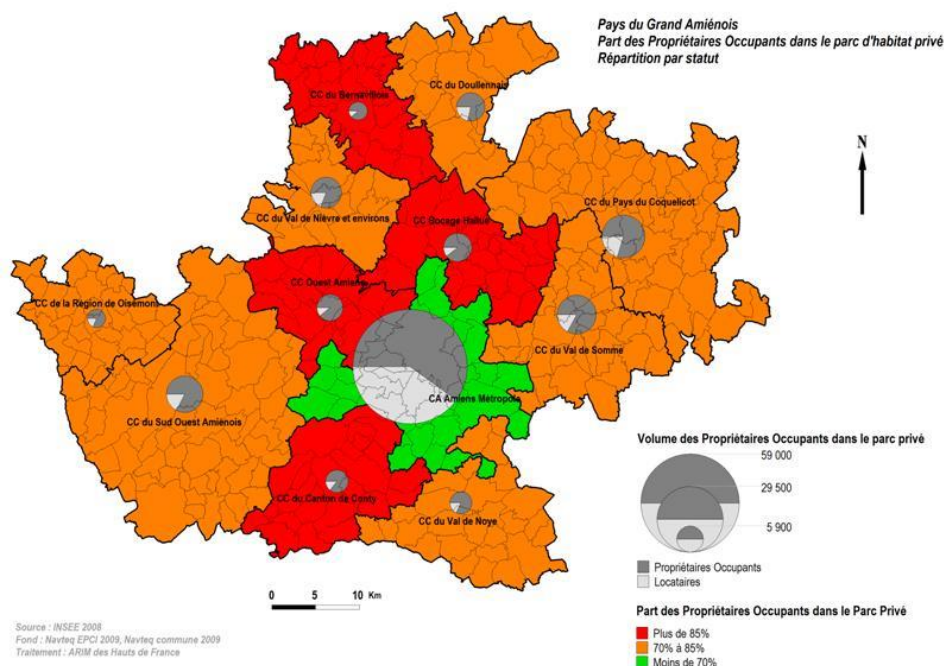 Pays du Grand Amiénois
Part des Propriétaires Occupants dans le parc d'habitat privé
Répartition par statut
N
CC du Bernavillois
CC du Doullennais
CC du Val de Nièvre et environs
CC du Pays du Coquelicot
CC Bocage Hallue
CC Ouest Amiens
CC de la Région de Oisemont
CC du Val de Somme
CA Amiens Métropole
CC du Sud Ouest Amiénois
CC du Canton de Conty
CC du Val de Noye
Volume des Propriétaires Occupants dans le parc privé
59 000
29 500
5 900
Propriétaires Occupants
Locataires
0 5 10 Km
Part des Propriétaires Occupants dans le Parc Privé
Plus de 85%
70% à 85%
Moins de 70%
Source : INSEE 2008
Fond : Navteq EPCI 2009, Navteq commune 2009
Traitement : ARIM des Hauts de France